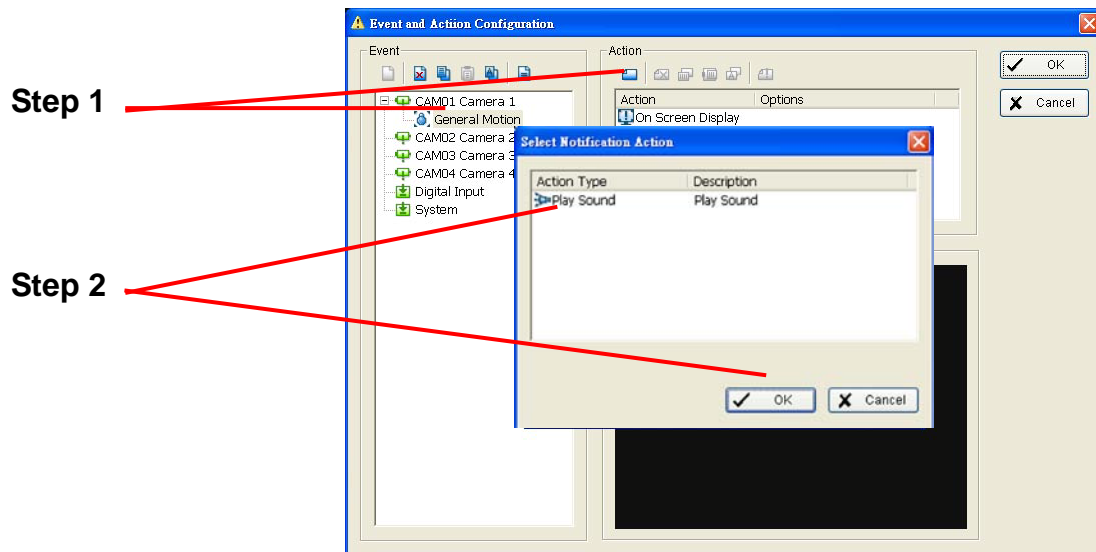 Event and Actiion Configuration
Event
Action
OK
Cancel
Step 1
CAM01 Camera 1
General Motion
CAM02 Camera 2
CAM03 Camera 3
CAM04 Camera 4
Digital Input
System
Action Options
On Screen Display
Select Notification Action
Action Type Description
Play Sound Play Sound
Step 2
OK Cancel